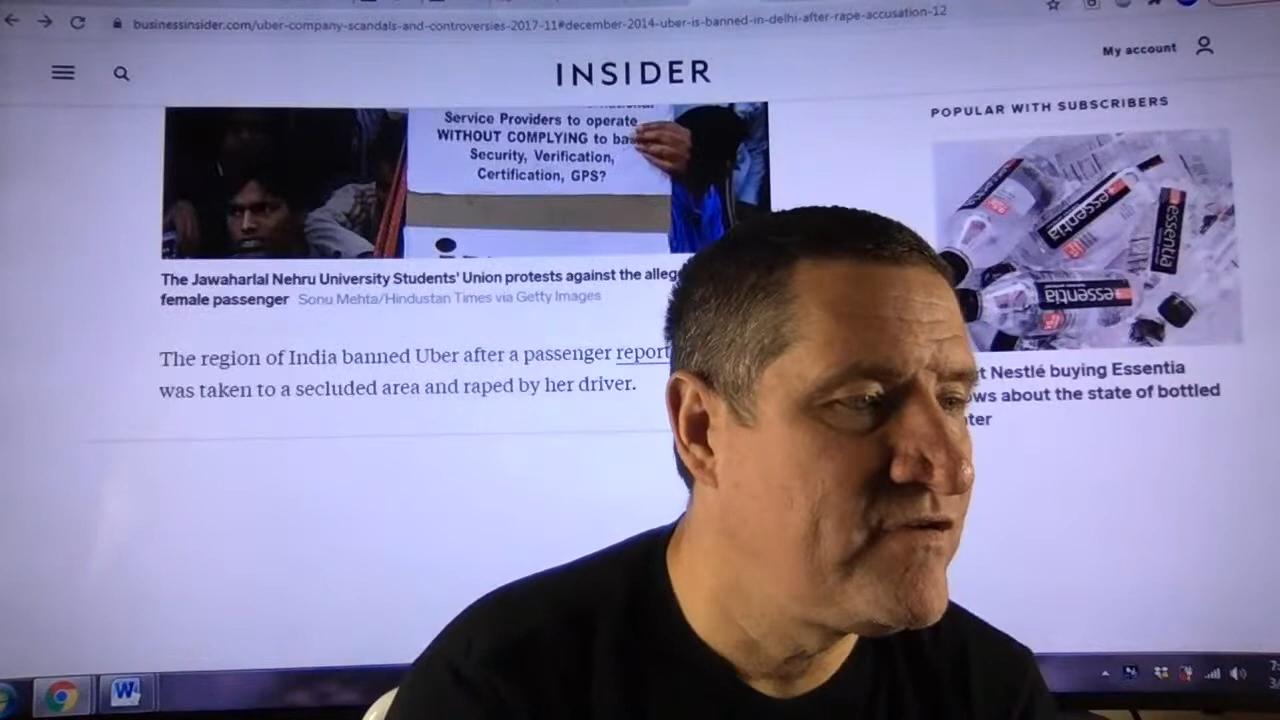 businessinsider.com/uber-company-scandals-and-controversies-2017-11#december-2014-uber-is-banned-in-delhi-after-rape-accusation-12
My account
INSIDER
POPULAR WITH SUBSCRIBERS
Service Providers to operate
WITHOUT COMPLYING to
Security, Verification,
Certification, GPS?
essentia
essentia
essentia
essentia
The Jawaharlal Nehru University Students' Union protests against the
female passenger Sonu Mehta/Hindustan Times via Getty Images
The region of India banned Uber after a passenger report
was taken to a secluded area and raped by her driver.
Nestlé buying Essentia
about the state of bottled
W